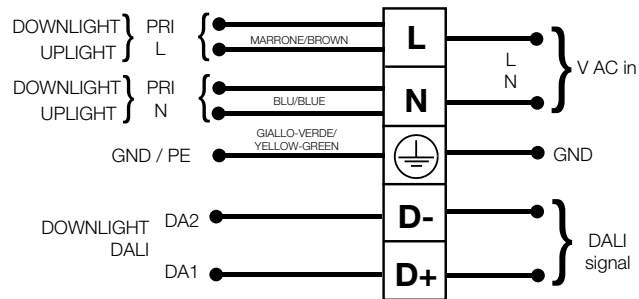 DOWNLIGHT } PRI {
UPLIGHT } L {
MARRONE/BROWN
L
L
N
} V AC in
DOWNLIGHT } PRI {
UPLIGHT } N {
BLU/BLUE
N
GIALLO-VERDE/
YELLOW-GREEN
GND / PE
GND
DOWNLIGHT
DALI
DA2
D-
DA1
D+
} DALI
signal